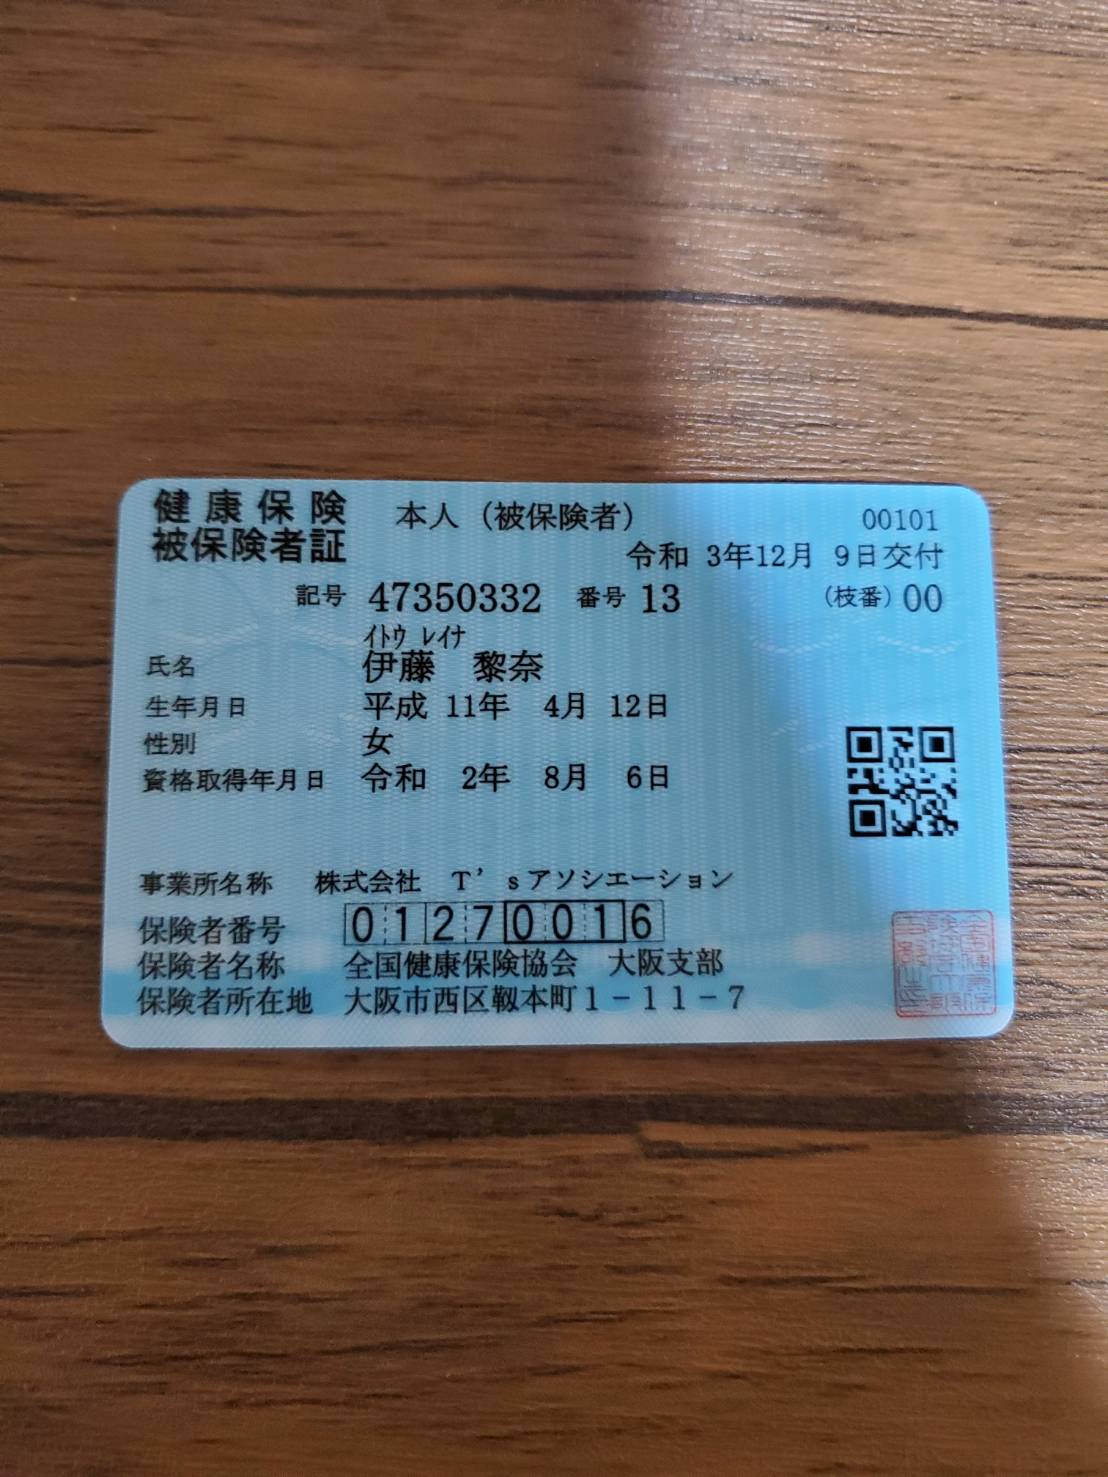 健康保険 本人（被保険者） 00101
被保険者証 令和 3年12月 9日交付
記号 47350332 番号 13 (枝番) 00
ｲﾄｳ ﾚｲﾅ
氏名 伊藤 黎奈
生年月日 平成 11年 4月 12日
性別 女
資格取得年月日 令和 2年 8月 6日
事業所名称 株式会社 T'sアソシエーション
保険者番号 01270016
保険者名称 全国健康保険協会 大阪支部
保険者所在地 大阪市西区靱本町１－１１－７